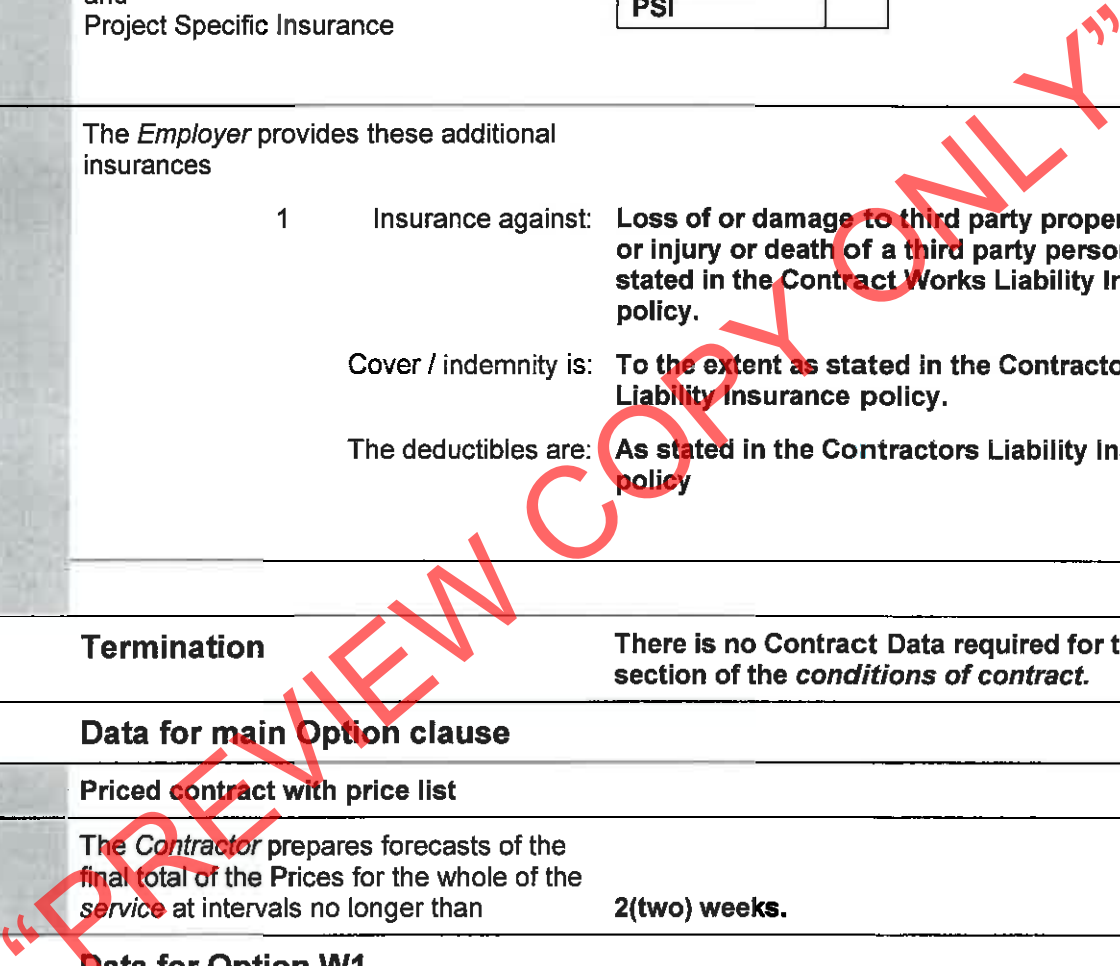 and
Project Specific Insurance
PSI
The Employer provides these additional
insurances
1 Insurance against: Loss of or damage to third party
or injury or death of a third party
stated in the Contract Works Liability
policy.
Cover / indemnity is: To the extent as stated in the
Liability Insurance policy.
The deductibles are: As stated in the Contractors Liability
policy
Termination There is no Contract Data required for
section of the conditions of contract.
Data for main Option clause
Priced contract with price list
The Contractor prepares forecasts of the
final total of the Prices for the whole of the
service at intervals no longer than 2(two) weeks.
Data for Option W1
“PREVIEW COPY ONLY”